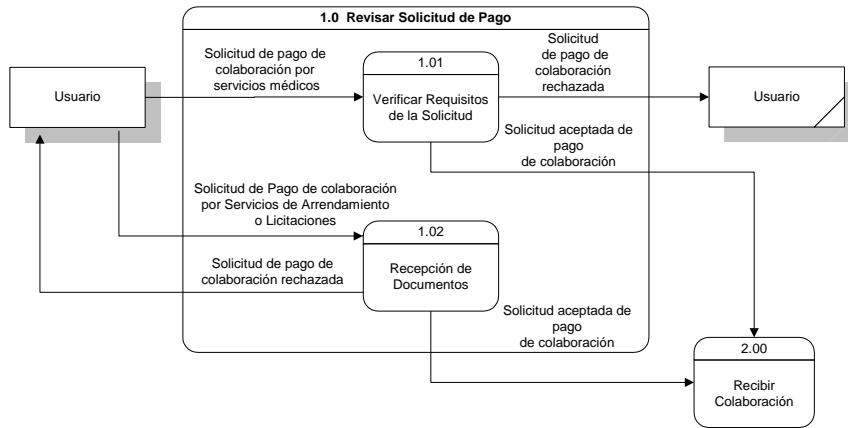 1.0 Revisar Solicitud de Pago
Solicitud de pago de
colaboración por
servicios médicos
Solicitud
de pago de
colaboración
rechazada
1.01
Verificar Requisitos
de la Solicitud
Usuario
Usuario
Solicitud aceptada de
pago
de colaboración
Solicitud de Pago de colaboración
por Servicios de Arrendamiento
o Licitaciones
1.02
Recepción de
Documentos
Solicitud de pago de
colaboración rechazada
Solicitud aceptada de
pago
de colaboración
2.00
Recibir
Colaboración